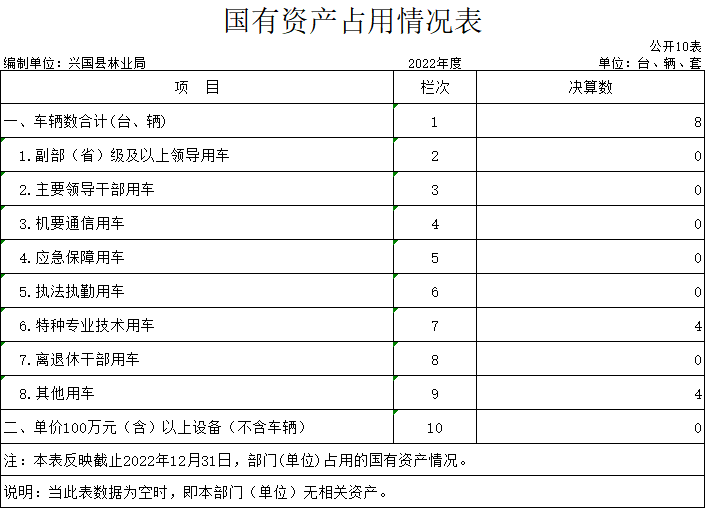 国有资产占用情况表
公开10表
编制单位：兴国县林业局 2022年度 单位：台、辆、套
项 目 栏次 决算数
一、车辆数合计(台、辆) 1 8
1.副部（省）级及以上领导用车 2 0
2.主要领导干部用车 3 0
3.机要通信用车 4 0
4.应急保障用车 5 0
5.执法执勤用车 6 0
6.特种专业技术用车 7 4
7.离退休干部用车 8 0
8.其他用车 9 4
二、单价100万元（含）以上设备（不含车辆） 10 0
注：本表反映截止2022年12月31日，部门(单位)占用的国有资产情况。
说明：当此表数据为空时，即本部门（单位）无相关资产。